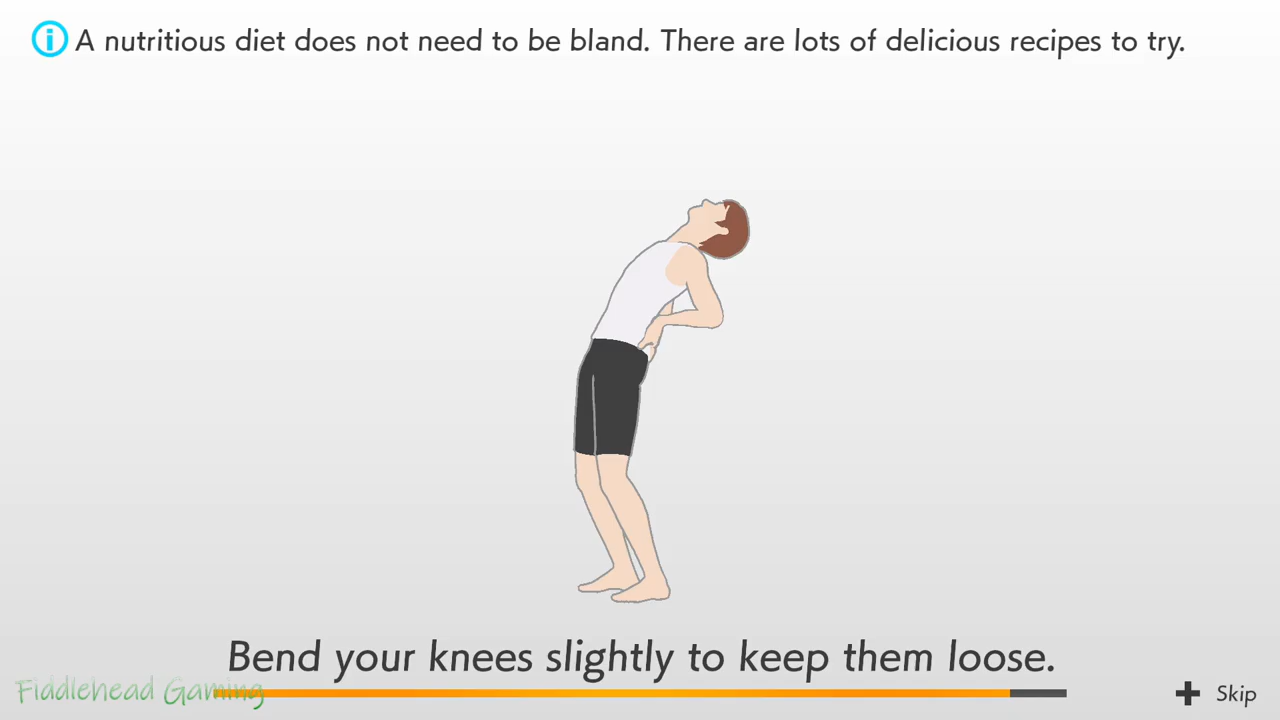 A nutritious diet does not need to be bland. There are lots of delicious recipes to try.
Bend your knees slightly to keep them loose.
Fiddlehead Gaming
Skip